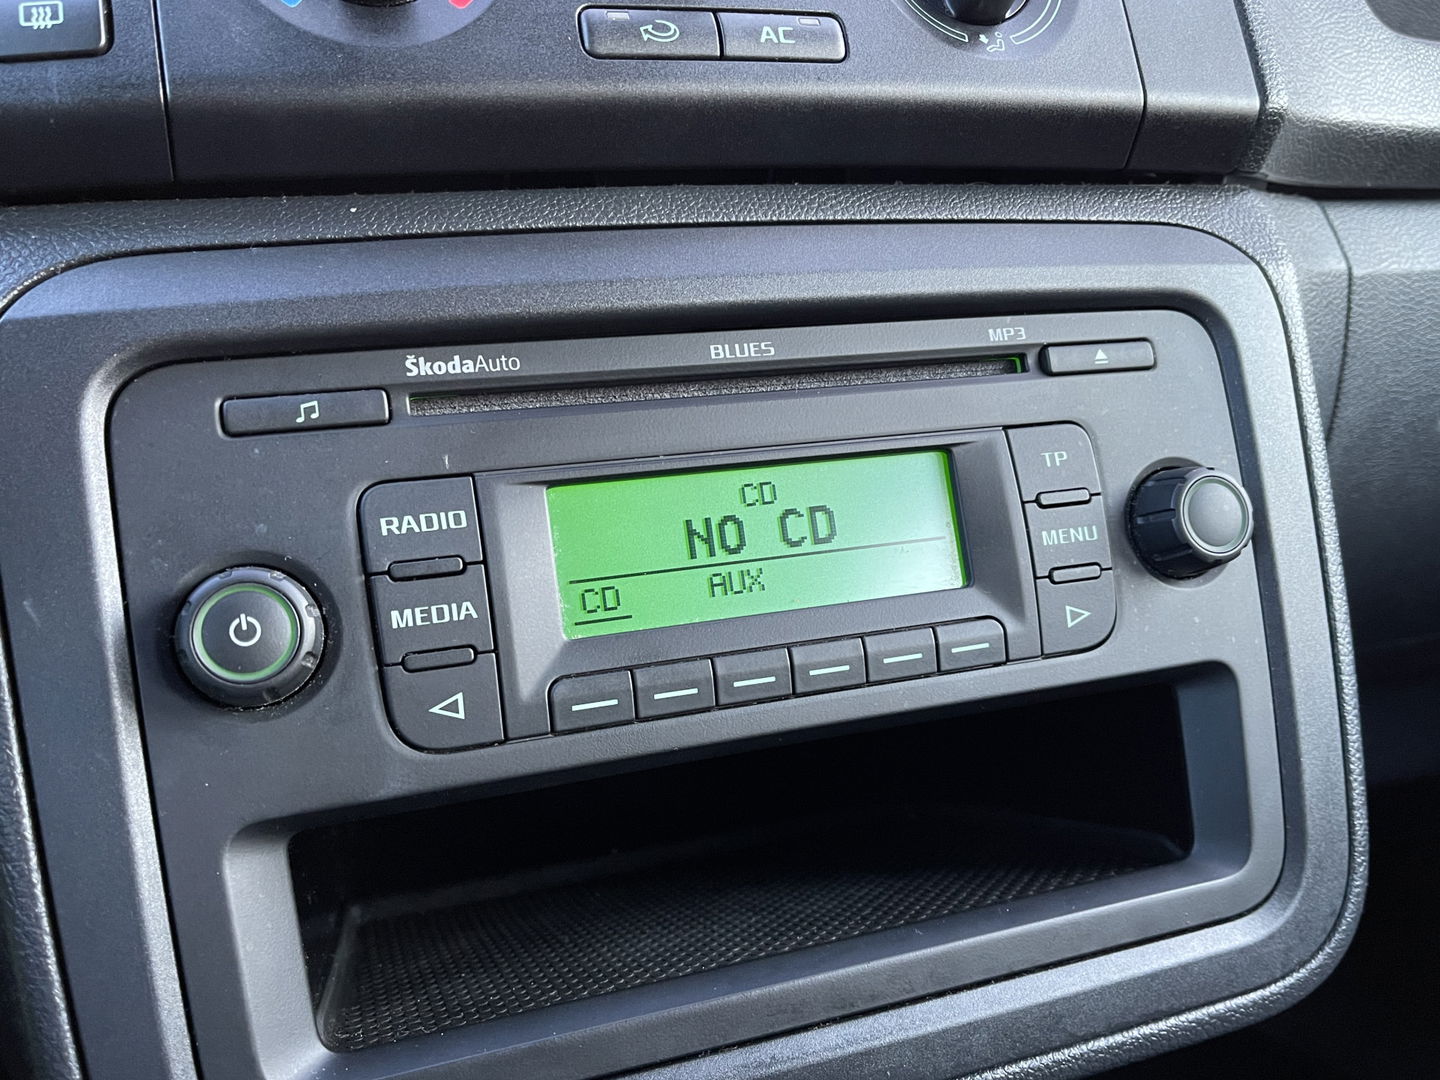 AC
ŠkodaAuto
BLUES
MP3
RADIO
MEDIA
CD
NO CD
CD
AUX
TP
MENU